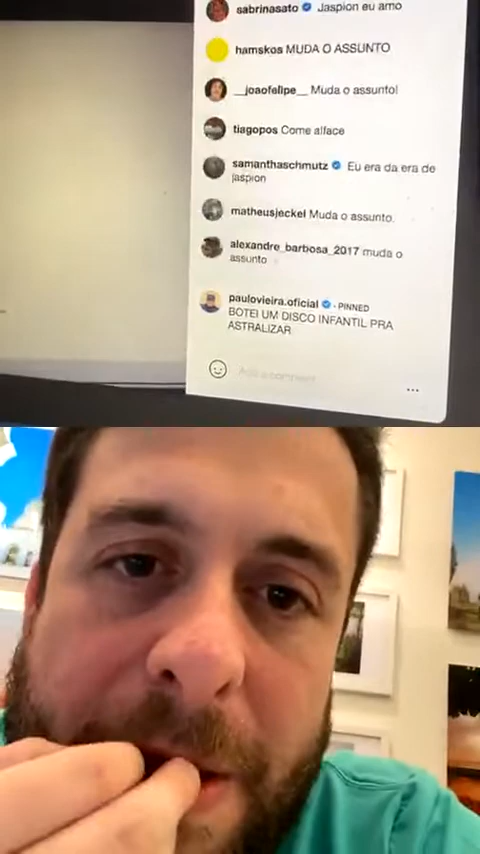 sabrinasato Jaspion eu amo
hamskos MUDA O ASSUNTO
__joaofelipe__ Muda o assunto!
tiagopos Come alface
samanthaschmutz Eu era da era de
jaspion
matheusjeckel Muda o assunto.
alexandre_barbosa_2017 muda o
assunto
paulovieira.oficial - PINNED
BOTEI UM DISCO INFANTIL PRA
ASTRALIZAR
Add a comment